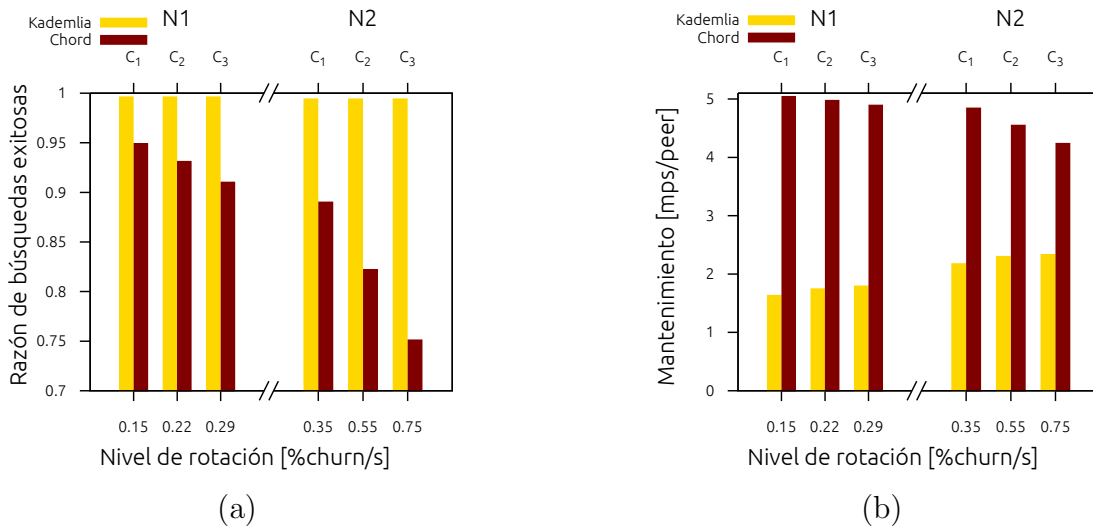 Kademlia
Chord
N1
N2
C1 C2 C3 C1 C2 C3
Razón de búsquedas exitosas
1
0.95
0.9
0.85
0.8
0.75
0.7
0.15 0.22 0.29 0.35 0.55 0.75
Nivel de rotación [%churn/s]
(a)
Kademlia
Chord
N1
N2
C1 C2 C3 C1 C2 C3
Mantenimiento [mps/peer]
5
4
3
2
1
0
0.15 0.22 0.29 0.35 0.55 0.75
Nivel de rotación [%churn/s]
(b)